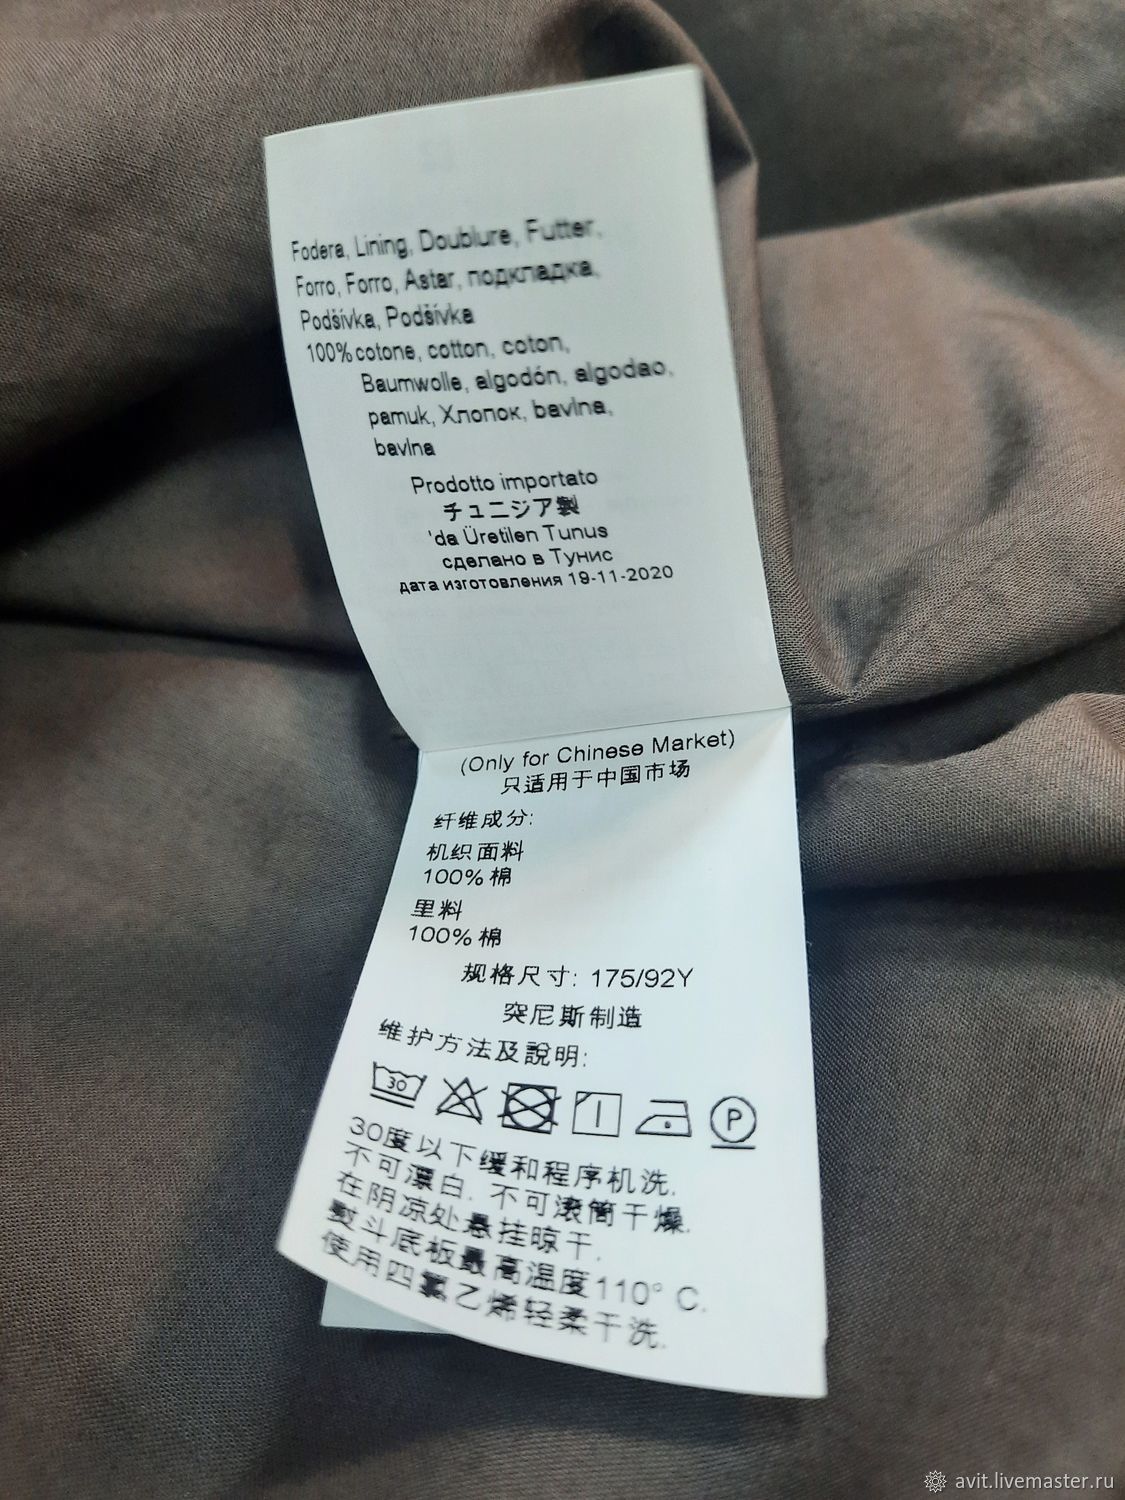 Fodera, Lining, Doublure, Futter,
Forro, Forro, Astar, подкладка,
Podšívka, Podšívka
100% cotone, cotton, coton,
Baumwolle, algodón, algodao,
pamuk, Хлопок, bavlna,
bavlna
Prodotto importato
チュニジア製
'da Üretilen Tunus
сделано в Тунис
дата изготовления 19-11-2020
(Only for Chinese Market)
只适用于中国市场
纤维成分:
机织面料
100% 棉
里料
100% 棉
规格尺寸: 175/92Y
突尼斯制造
维护方法及說明:
30
P
30度以下缓和程序机洗.
不可漂白. 不可滚筒干燥.
在阴凉处悬挂晾干.
熨斗底板最高温度110° C.
使用四氯乙烯轻柔干洗.
avit.livemaster.ru